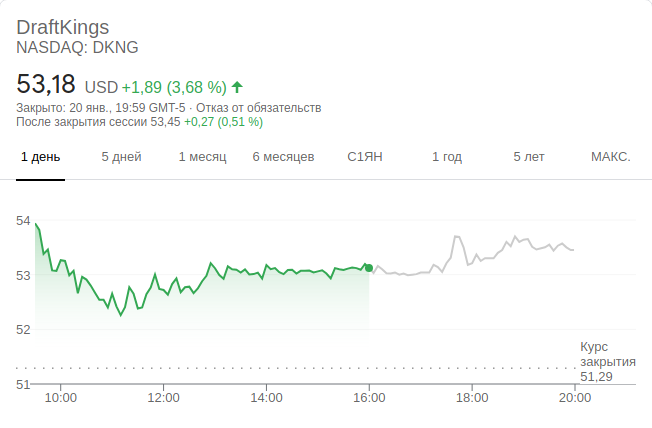 DraftKings
NASDAQ: DKNG
53,18 USD +1,89 (3,68 %)
Закрыто: 20 янв., 19:59 GMT-5 · Отказ от обязательств
После закрытия сессии 53,45 +0,27 (0,51 %)
1 день 5 дней 1 месяц 6 месяцев С1ЯН 1 год 5 лет МАКС.
54
53
52
51
Курс
закрытия
51,29
10:00 12:00 14:00 16:00 18:00 20:00